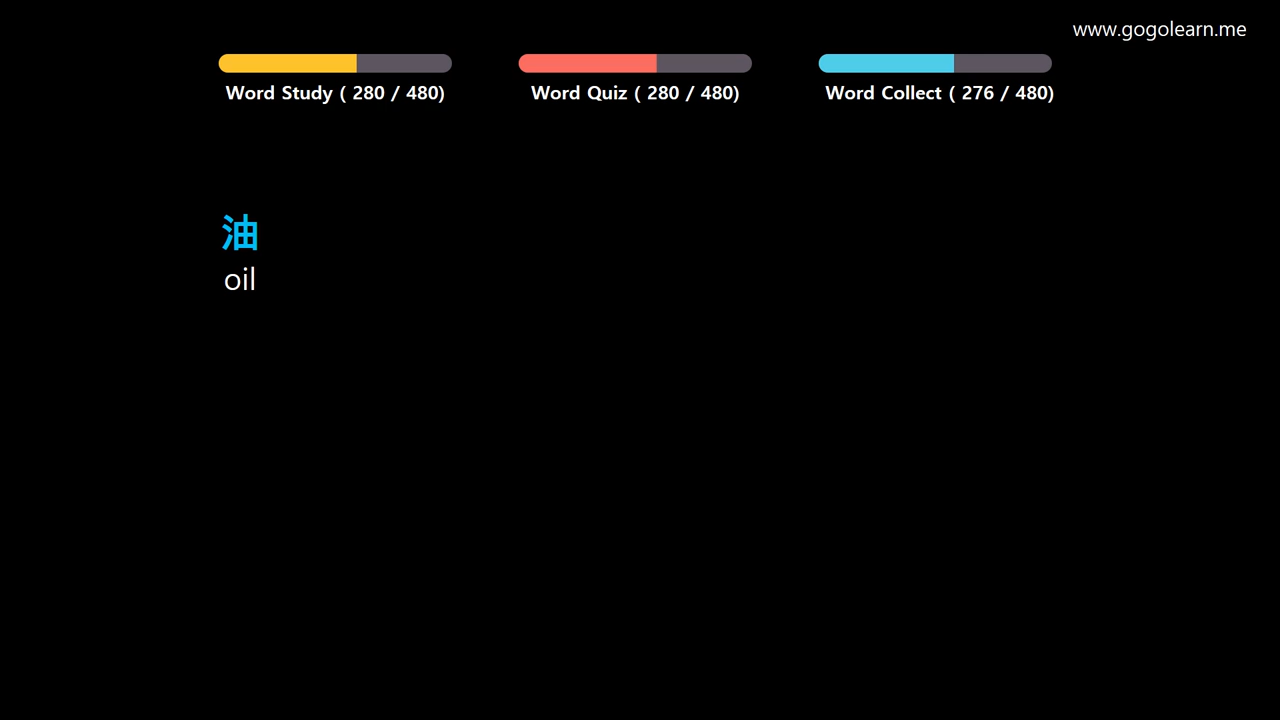 www.gogolearn.me
Word Study ( 280 / 480)
Word Quiz ( 280 / 480)
Word Collect ( 276 / 480)
油
oil